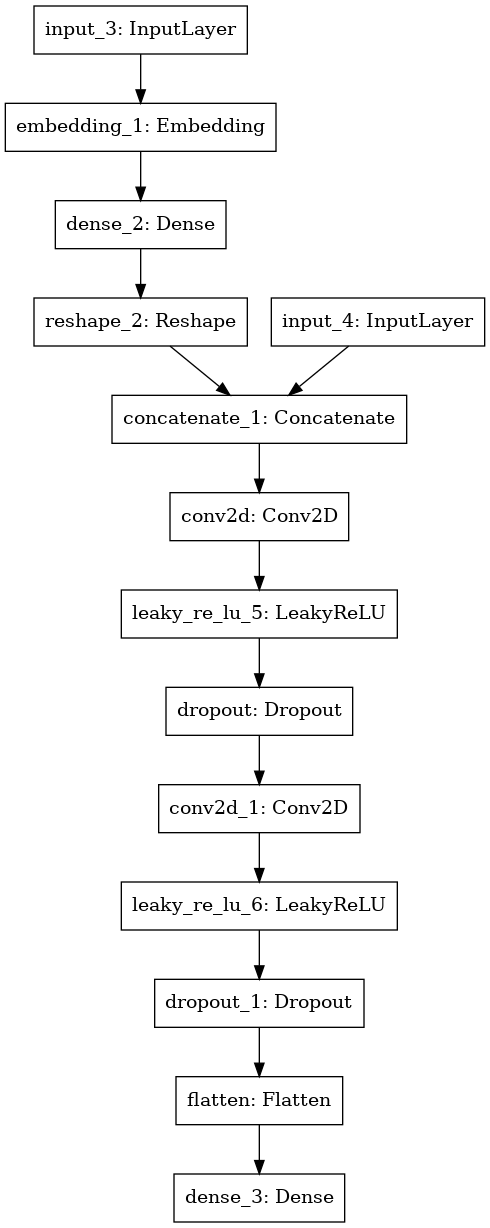 input_3: InputLayer
embedding_1: Embedding
dense_2: Dense
reshape_2: Reshape
input_4: InputLayer
concatenate_1: Concatenate
conv2d: Conv2D
leaky_re_lu_5: LeakyReLU
dropout: Dropout
conv2d_1: Conv2D
leaky_re_lu_6: LeakyReLU
dropout_1: Dropout
flatten: Flatten
dense_3: Dense